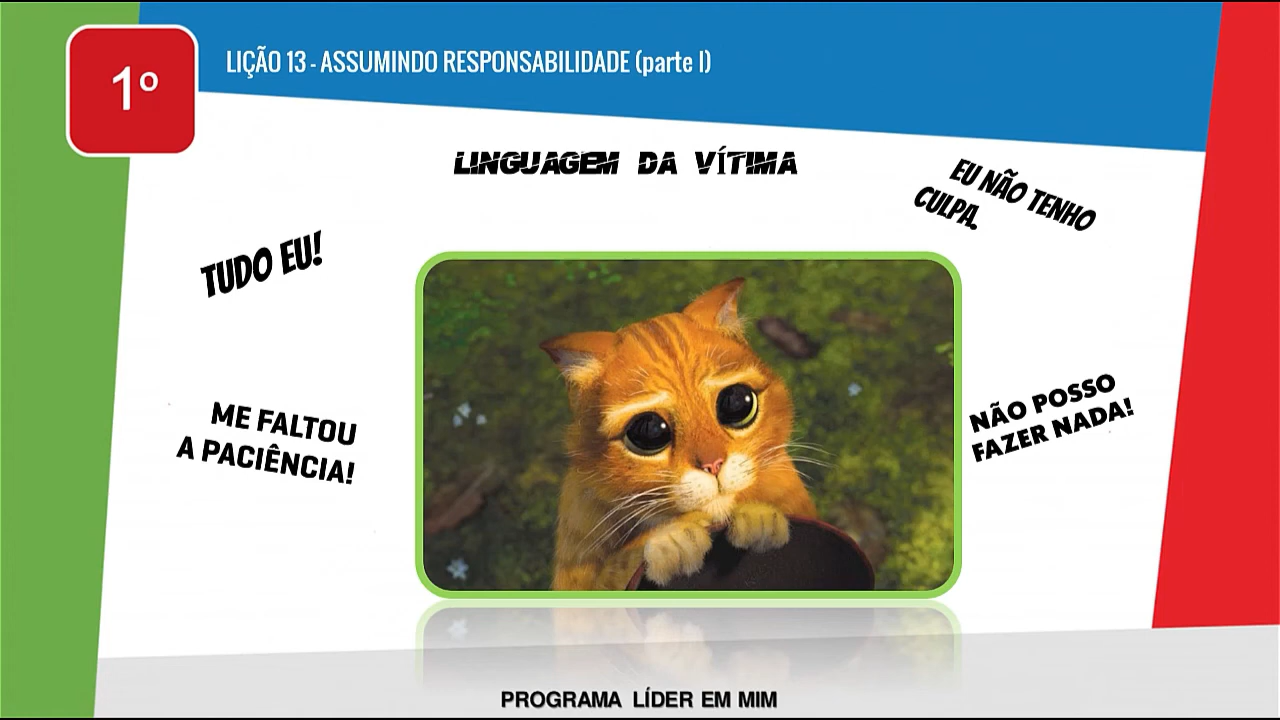 1º
LIÇÃO 13 - ASSUMINDO RESPONSABILIDADE (parte I)
LINGUAGEM DA VÍTIMA
EU NÃO TENHO
CULPA.
TUDO EU!
ME FALTOU
A PACIÊNCIA!
NÃO POSSO
FAZER NADA!
PROGRAMA LÍDER EM MIM